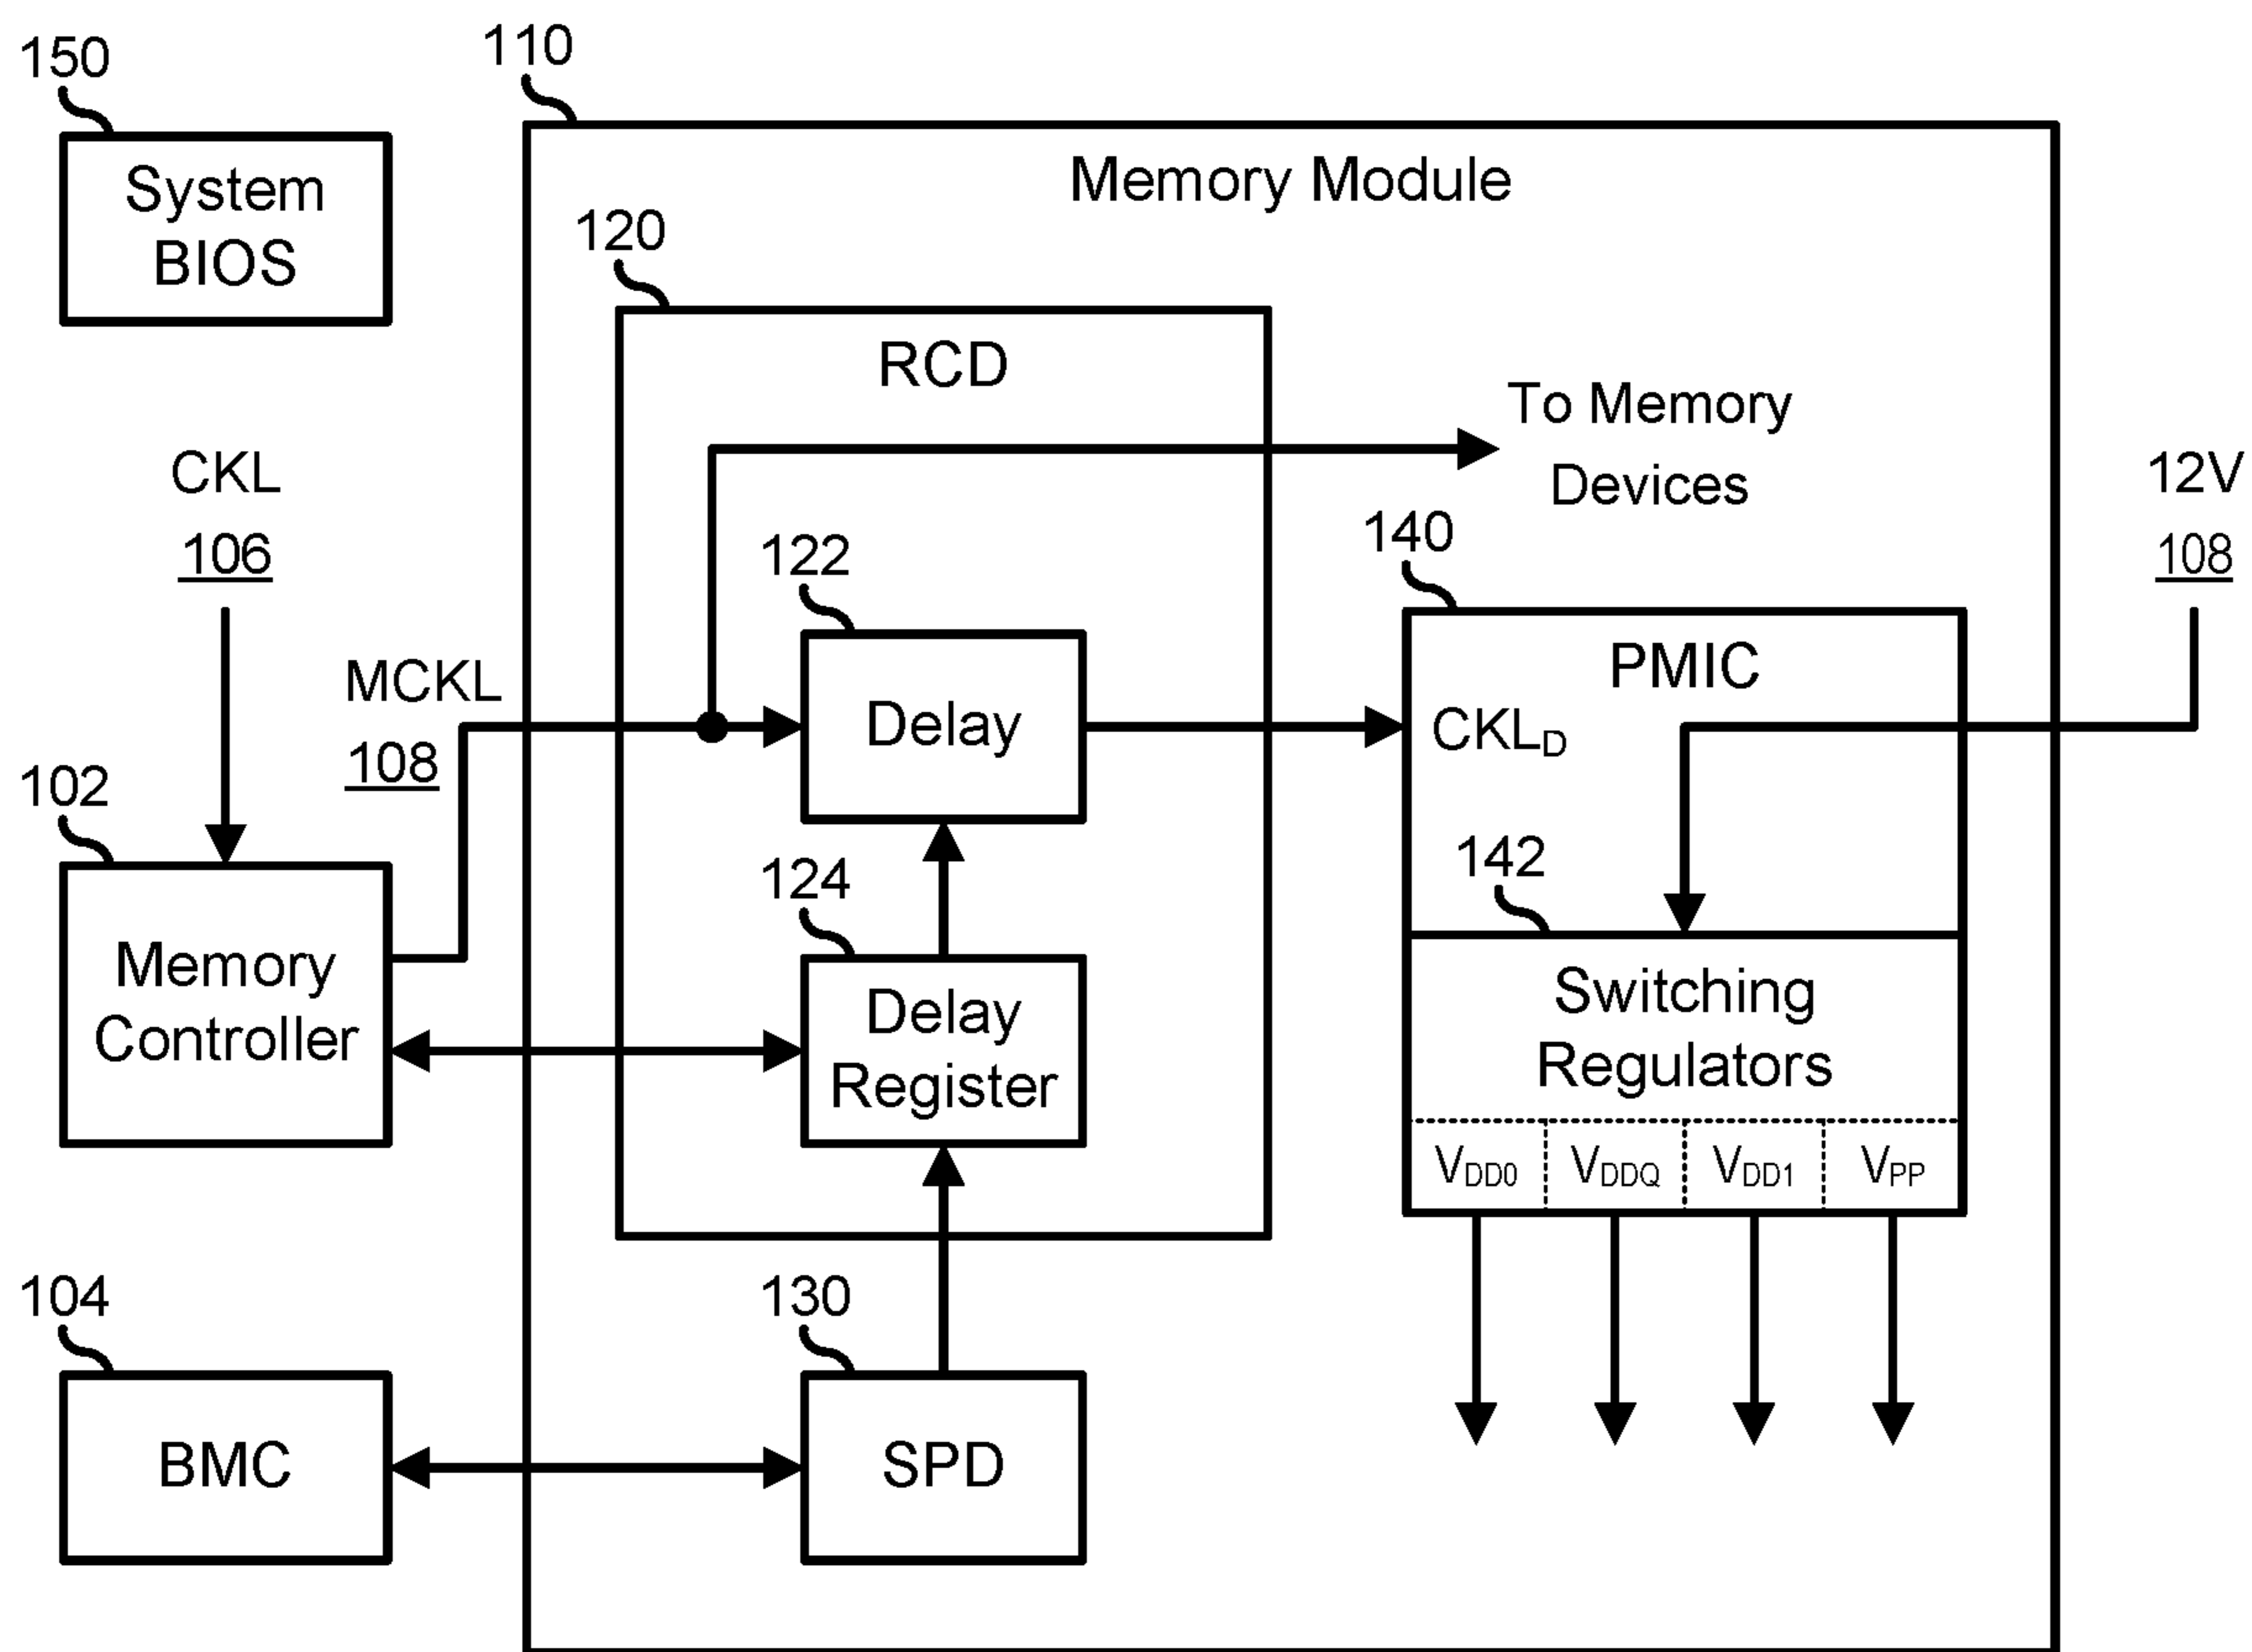 150
System
BIOS
110
Memory Module
120
RCD
To Memory
Devices
CKL
106
12V
108
122
Delay
140
PMIC
CKLD
MCKL
108
102
Memory
Controller
124
Delay
Register
142
Switching
Regulators
VDD0
VDDQ
VDD1
VPP
104
BMC
130
SPD